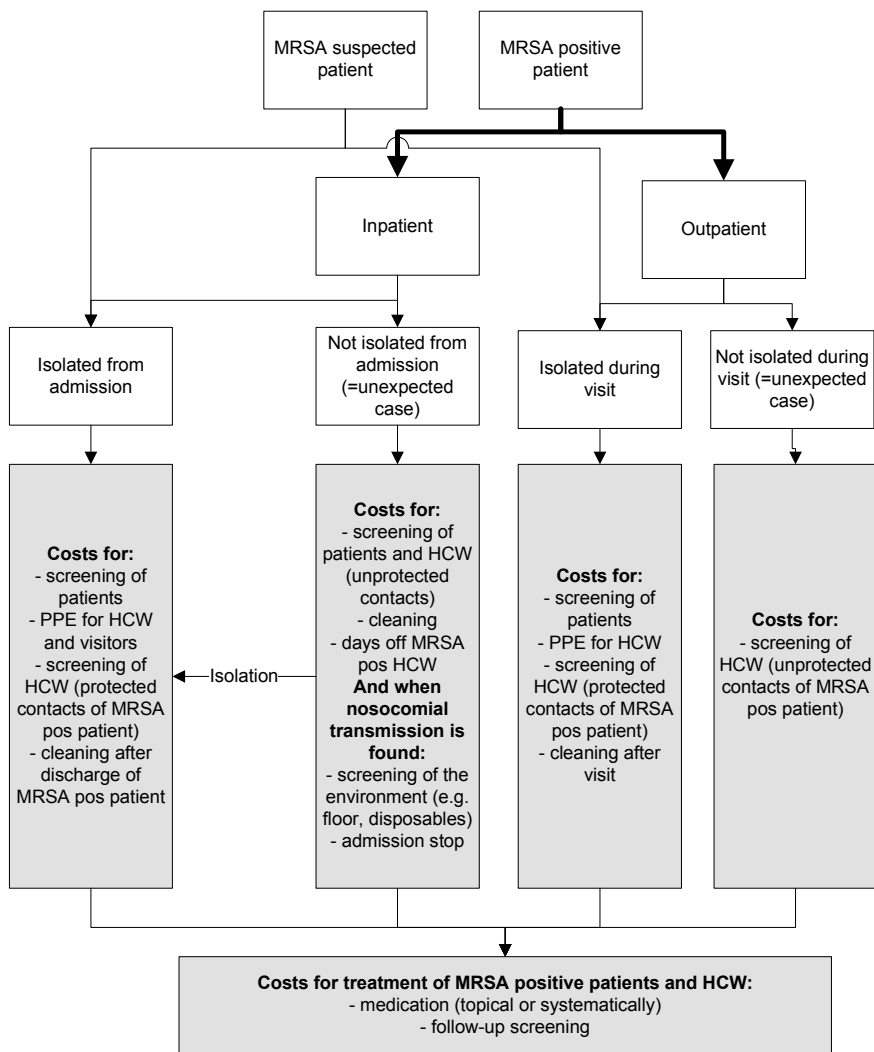 MRSA suspected
patient
MRSA positive
patient
Inpatient
Outpatient
Isolated from
admission
Not isolated from
admission
(=unexpected
case)
Isolated during
visit
Not isolated during
visit (=unexpected
case)
Costs for:
- screening of
patients
- PPE for HCW
and visitors
- screening of
HCW (protected
contacts of MRSA
pos patient)
- cleaning after
discharge of
MRSA pos patient
Isolation
Costs for:
- screening of
patients and HCW
(unprotected
contacts)
- cleaning
- days off MRSA
pos HCW
And when
nosocomial
transmission is
found:
- screening of the
environment (e.g.
floor, disposables)
- admission stop
Costs for:
- screening of
patients
- PPE for HCW
- screening of
HCW (protected
contacts of MRSA
pos patient)
- cleaning after
visit
Costs for:
- screening of
HCW (unprotected
contacts of MRSA
pos patient)
Costs for treatment of MRSA positive patients and HCW:
- medication (topical or systematically)
- follow-up screening